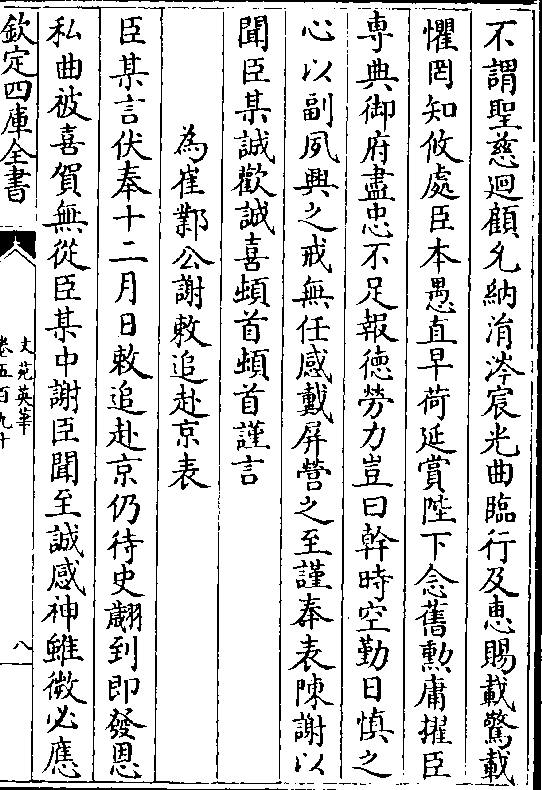 不謂聖慈迴顧允納涓涔宸光曲臨行及恵賜載驚載
懼罔知攸處臣本愚直早荷延賞陛下念舊勲庸擢臣
専典御府盡忠不足報徳勞力豈曰幹時空勤日慎之
心以副夙興之戒無任感戴屏營之至謹奉表陳謝以
聞臣某誠歡誠喜頓首頓首謹言
為崔鄴公謝敕追赴京表
臣某言伏奉十二月日敕追赴京仍待史翽到即發恩
私曲被喜賀無從臣某中謝臣聞至誠感神雖微必應
欽定四庫全書
文苑英華
卷五百九十
八